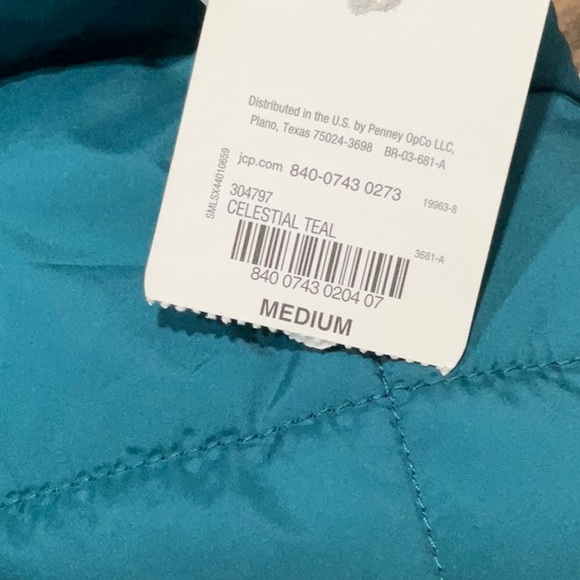 Distributed in the U.S. by Penney OpCo LLC,
Plano, Texas 75024-3698 BR-03-681-A
jcp.com 840-0743 0273
19963-8
SMLSX44010659
304797
CELESTIAL TEAL
3681-A
840 0743 0204 07
MEDIUM